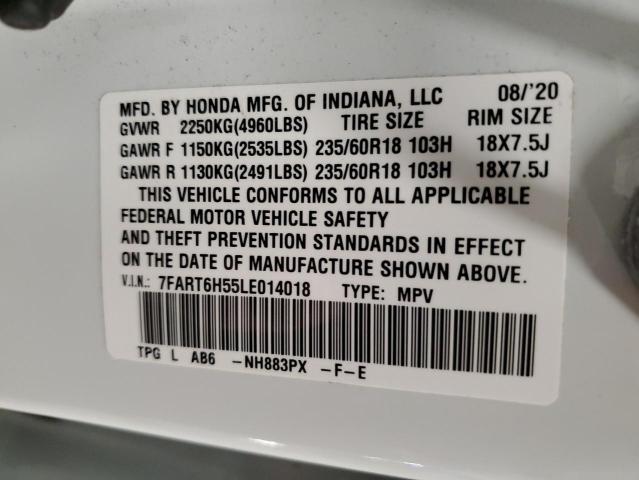 MFD. BY HONDA MFG. OF INDIANA, LLC 08/'20
GVWR 2250KG(4960LBS) TIRE SIZE RIM SIZE
GAWR F 1150KG(2535LBS) 235/60R18 103H 18X7.5J
GAWR R 1130KG(2491LBS) 235/60R18 103H 18X7.5J
THIS VEHICLE CONFORMS TO ALL APPLICABLE
FEDERAL MOTOR VEHICLE SAFETY
AND THEFT PREVENTION STANDARDS IN EFFECT
ON THE DATE OF MANUFACTURE SHOWN ABOVE.
V.I.N.: 7FART6H55LE014018 TYPE: MPV
TPG L AB6 -NH883PX -F-E